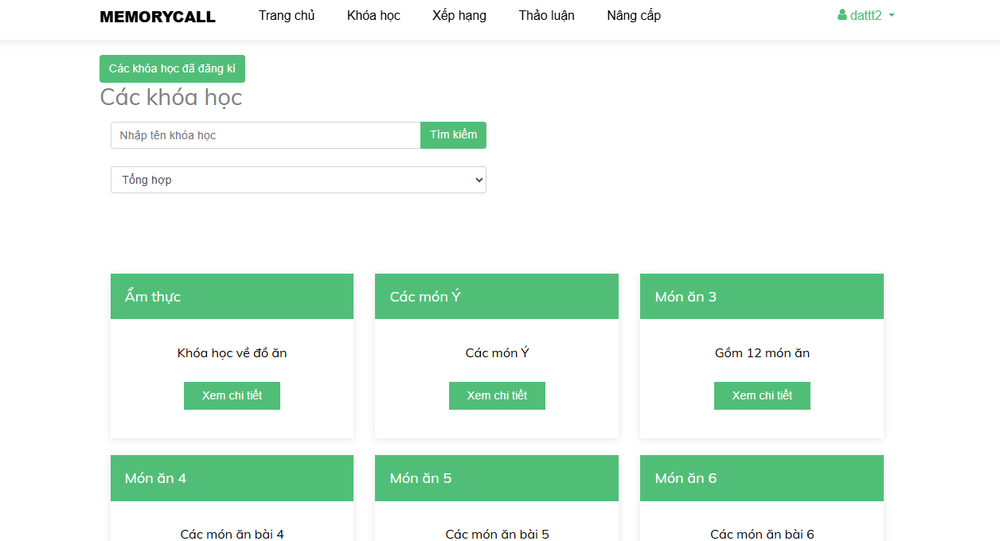 MEMORYCALL Trang chủ Khóa học Xếp hạng Thảo luận Nâng cấp dattt2
Các khóa học đã đăng kí
Các khóa học
Nhập tên khóa học Tìm kiếm
Tổng hợp
Ẩm thực Các món Ý Món ăn 3
Khóa học về đồ ăn Các món Ý Gồm 12 món ăn
Xem chi tiết Xem chi tiết Xem chi tiết
Món ăn 4 Món ăn 5 Món ăn 6
Các món ăn bài 4 Các món ăn bài 5 Các món ăn bài 6